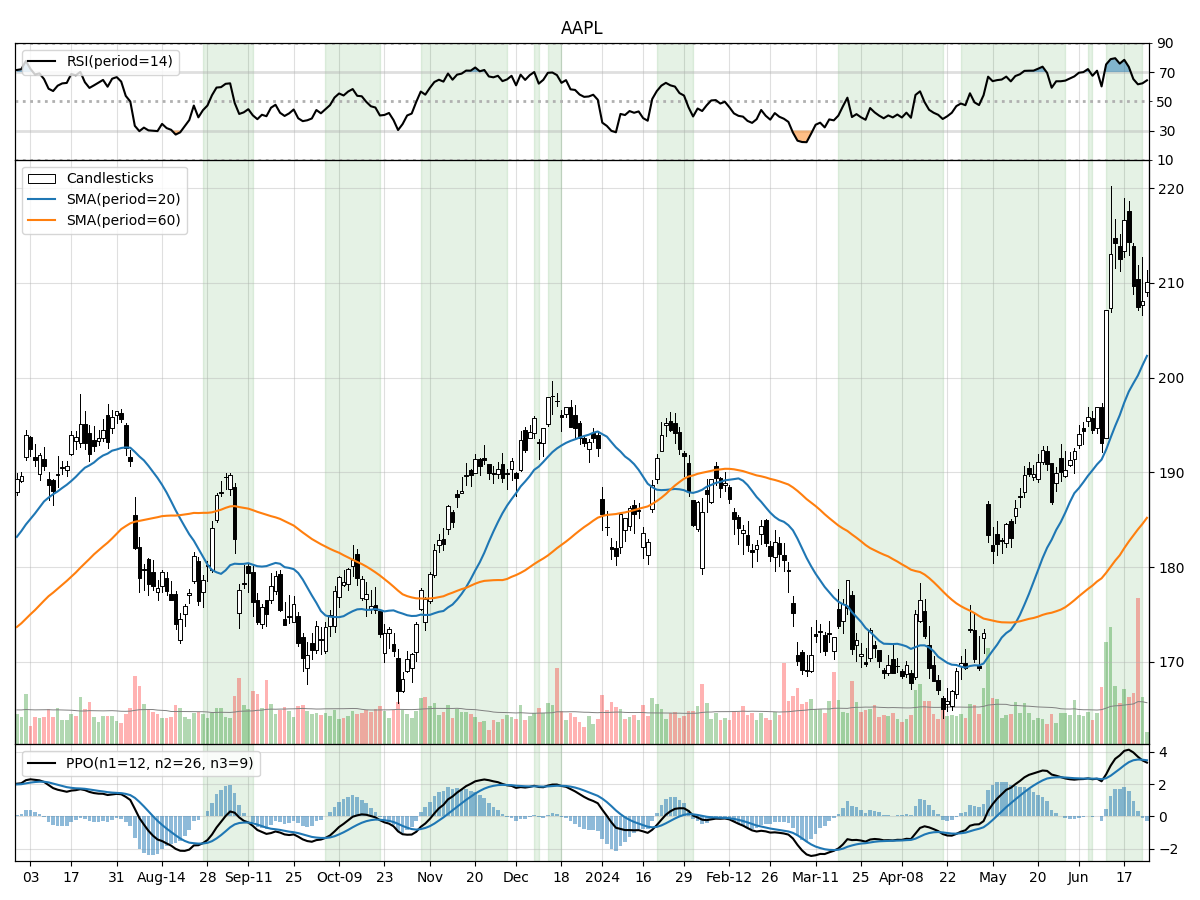 AAPL
RSI(period=14)
90
70
50
30
10
Candlesticks
SMA(period=20)
SMA(period=60)
220
210
200
190
180
170
PPO(n1=12, n2=26, n3=9)
4
2
0
−2
03 17 31 Aug-14 28 Sep-11 25 Oct-09 23 Nov 20 Dec 18 2024 16 29 Feb-12 26 Mar-11 25 Apr-08 22 May 20 Jun 17